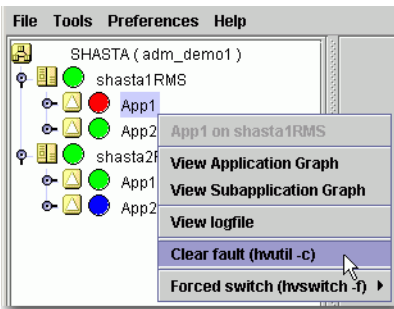 File Tools Preferences Help
SHASTA ( adm_demo1 )
shasta1RMS
App1
App2
App1 on shasta1RMS
View Application Graph
View Subapplication Graph
View logfile
Clear fault (hvutil -c)
Forced switch (hvswitch -f)
App1
App2